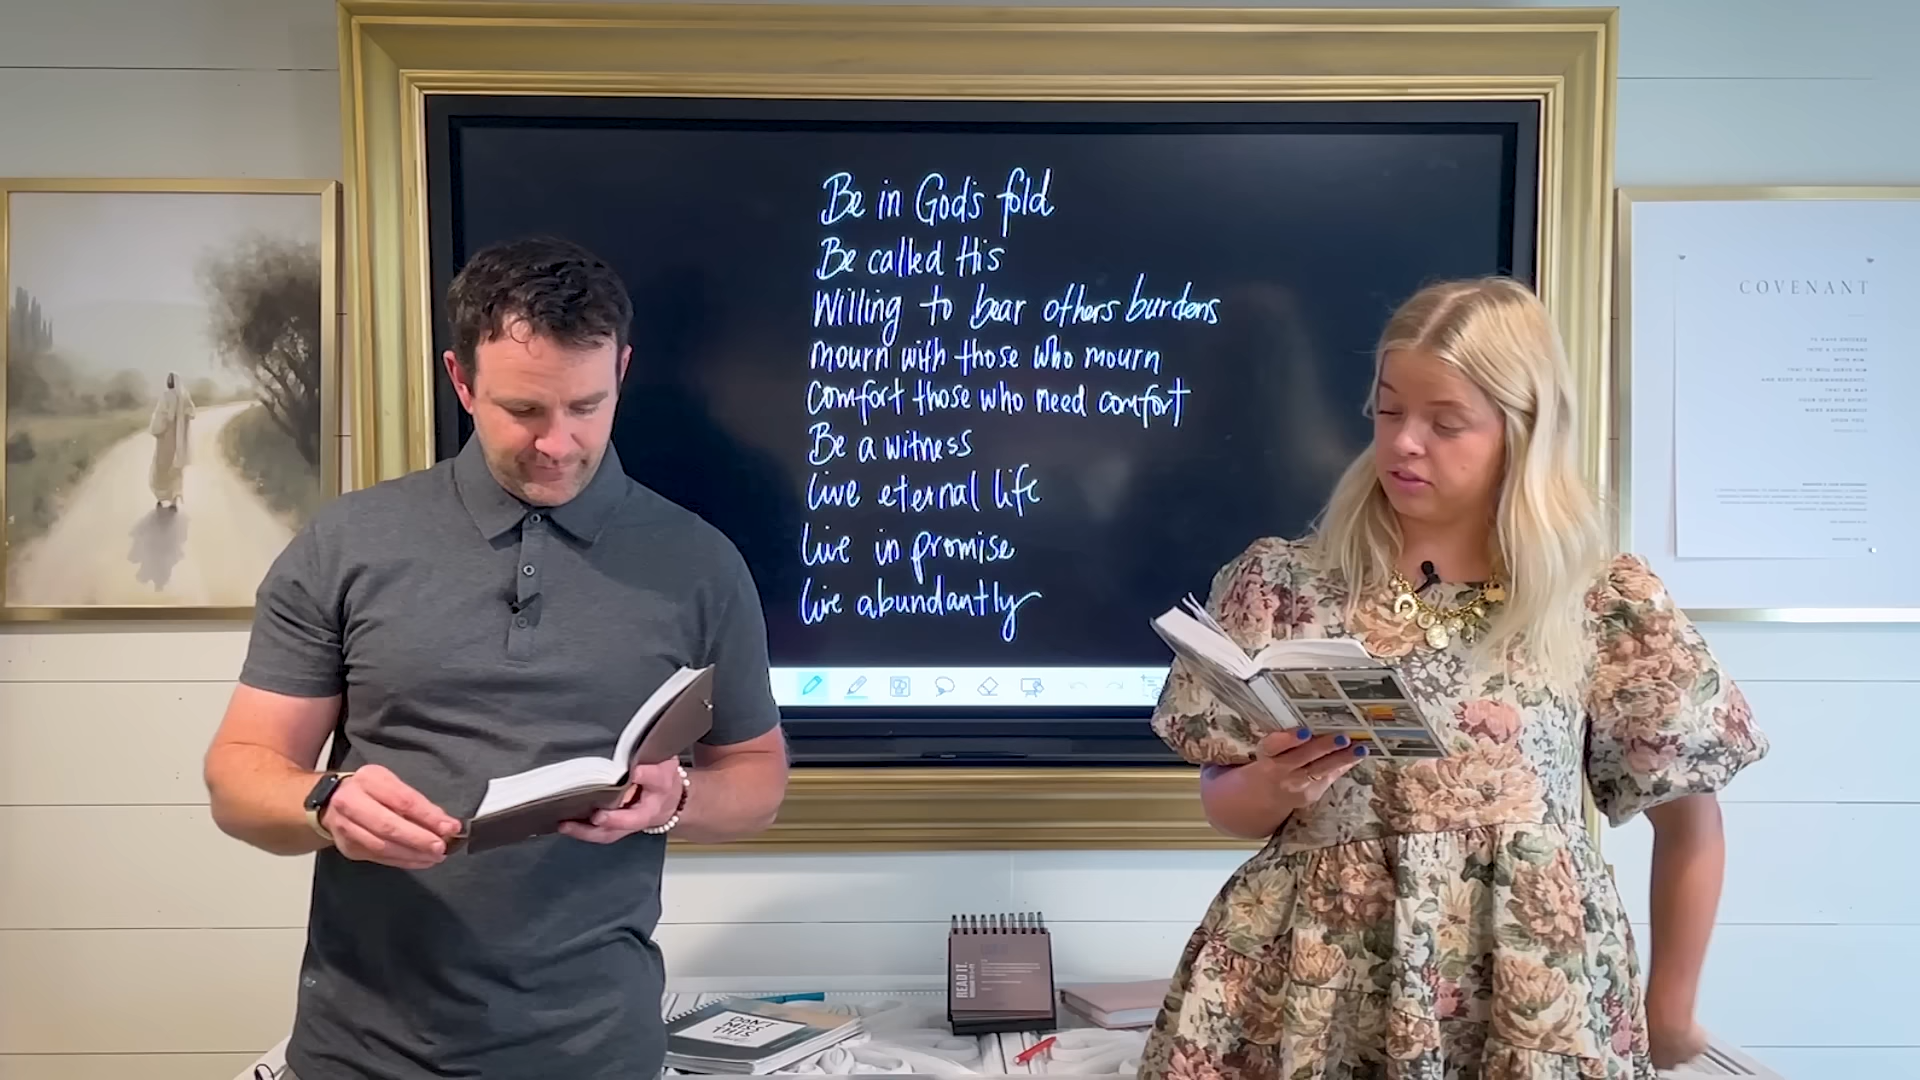 Be in God's fold
Be called His
Willing to bear others burdens
mourn with those who mourn
Comfort those who need comfort
Be a witness
live eternal life
live in promise
live abundantly
COVENANT
READ IT.
DON'T
MISS
THIS